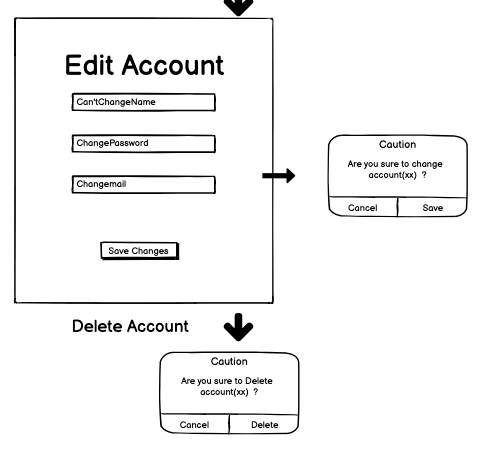 Edit Account
Can'tChangeName
ChangePassword
Changemail
Save Changes
Caution
Are you sure to change
account(xx) ?
Cancel
Save
Delete Account
Caution
Are you sure to Delete
account(xx) ?
Cancel
Delete